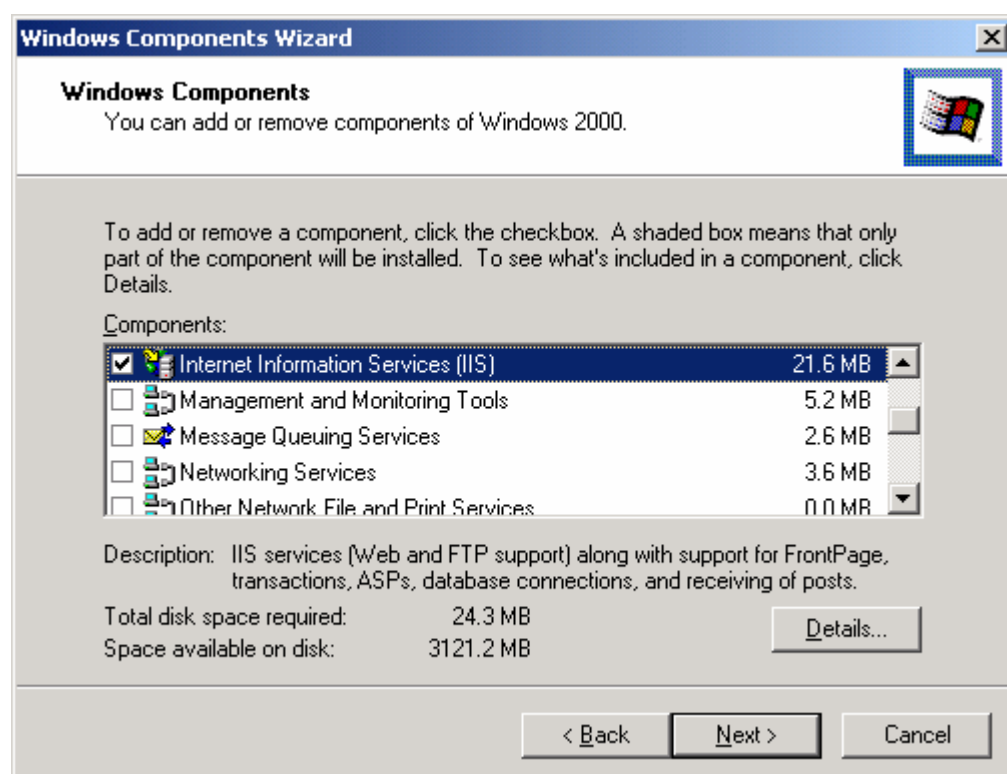 Windows Components Wizard
Windows Components
You can add or remove components of Windows 2000.
To add or remove a component, click the checkbox. A shaded box means that only
part of the component will be installed. To see what's included in a component, click
Details.
Components:
Internet Information Services (IIS) 21.6 MB
Management and Monitoring Tools 5.2 MB
Message Queuing Services 2.6 MB
Networking Services 3.6 MB
Other Network File and Print Services 0.0 MB
Description: IIS services (Web and FTP support) along with support for FrontPage,
transactions, ASPs, database connections, and receiving of posts.
Total disk space required: 24.3 MB
Space available on disk: 3121.2 MB
Details...
< Back Next > Cancel